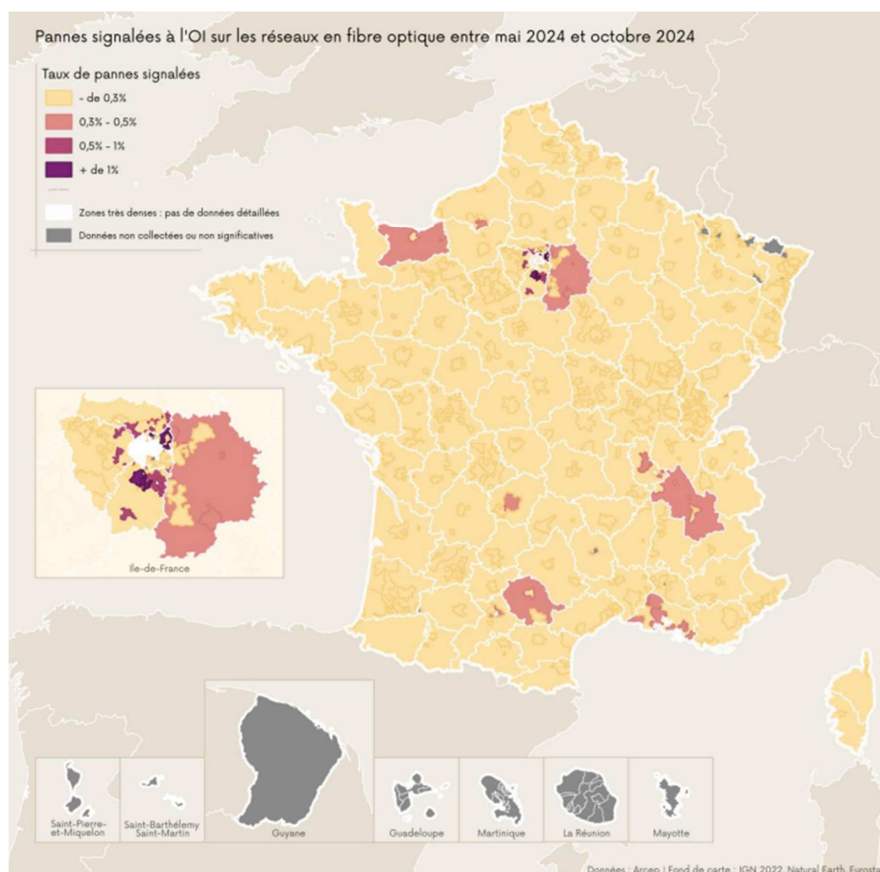 Pannes signalées à l'OI sur les réseaux en fibre optique entre mai 2024 et octobre 2024
Taux de pannes signalées
- de 0,3%
0,3% - 0,5%
0,5% - 1%
+ de 1%
Zones très denses : pas de données détaillées
Données non collectées ou non significatives
Ile-de-France
Saint-Pierre-
et-Miquelon
Saint-Barthélemy
Saint-Martin
Guyane
Guadeloupe
Martinique
La Réunion
Mayotte
Données : Arcep | Fond de carte : IGN 2022, Natural Earth, Eurosta